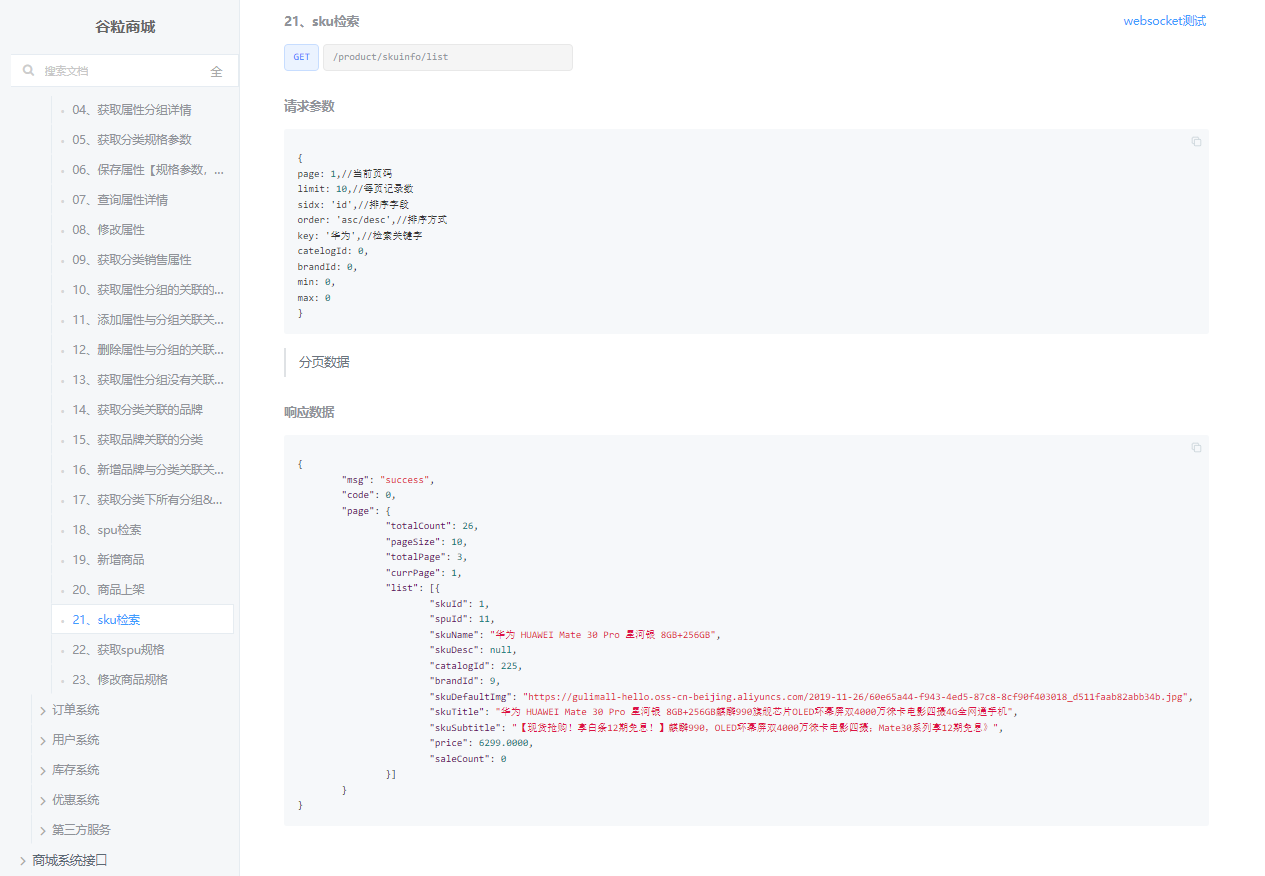 谷粒商城
搜索文档
全
04、获取属性分组详情
05、获取分类规格参数
06、保存属性【规格参数，...
07、查询属性详情
08、修改属性
09、获取分类销售属性
10、获取属性分组的关联的...
11、添加属性与分组关联关...
12、删除属性与分组的关联...
13、获取属性分组没有关联...
14、获取分类关联的品牌
15、获取品牌关联的分类
16、新增品牌与分类关联关...
17、获取分类下所有分组&...
18、spu检索
19、新增商品
20、商品上架
21、sku检索
22、获取spu规格
23、修改商品规格
订单系统
用户系统
库存系统
优惠系统
第三方服务
商城系统接口
21、sku检索
websocket测试
GET /product/skuinfo/list
请求参数
{
page: 1,//当前页码
limit: 10,//每页记录数
sidx: 'id',//排序字段
order: 'asc/desc',//排序方式
key: '华为',//检索关键字
catelogId: 0,
brandId: 0,
min: 0,
max: 0
}
分页数据
响应数据
{
"msg": "success",
"code": 0,
"page": {
"totalCount": 26,
"pageSize": 10,
"totalPage": 3,
"currPage": 1,
"list": [{
"skuId": 1,
"spuId": 11,
"skuName": "华为 HUAWEI Mate 30 Pro 星河银 8GB+256GB",
"skuDesc": null,
"catalogId": 225,
"brandId": 9,
"skuDefaultImg": "https://gulimall-hello.oss-cn-beijing.aliyuncs.com/2019-11-26/60e65a44-f943-4ed5-87c8-8cf90f403018_d511faab82abb34b.jpg",
"skuTitle": "华为 HUAWEI Mate 30 Pro 星河银 8GB+256GB麒麟990旗舰芯片OLED环幕屏双4000万徕卡电影四摄4G全网通手机",
"skuSubtitle": "【现货抢购！享白条12期免息！】麒麟990，OLED环幕屏双4000万徕卡电影四摄；Mate30系列享12期免息》",
"price": 6299.0000,
"saleCount": 0
}]
}
}